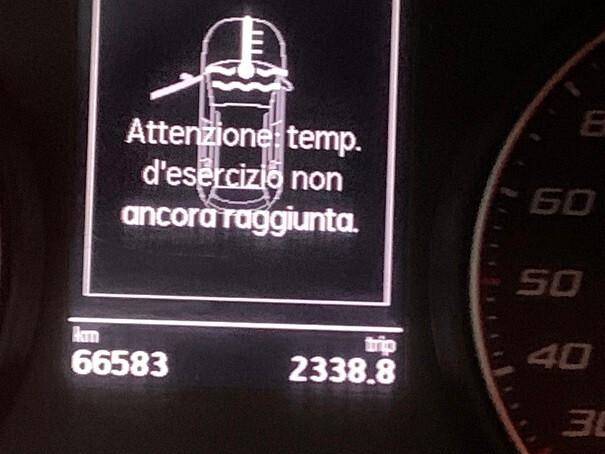 Attenzione: temp.
d'esercizio non
ancora raggiunta.
km trip
66583 2338.8
60
50
40